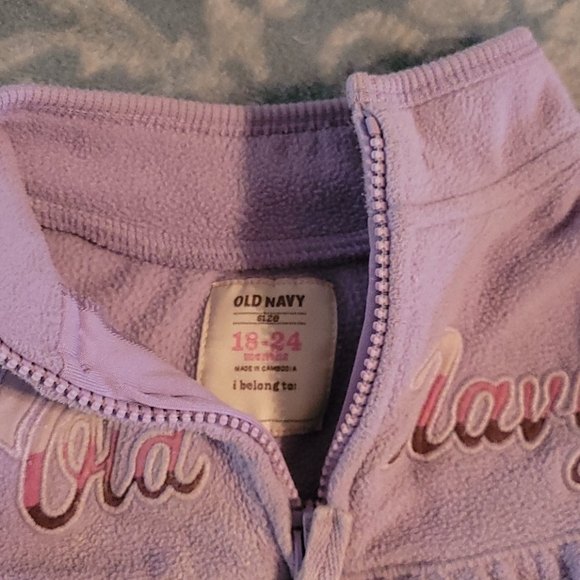 OLD NAVY
size
18-24
months
MADE IN CAMBODIA
i belong to:
Old Navy